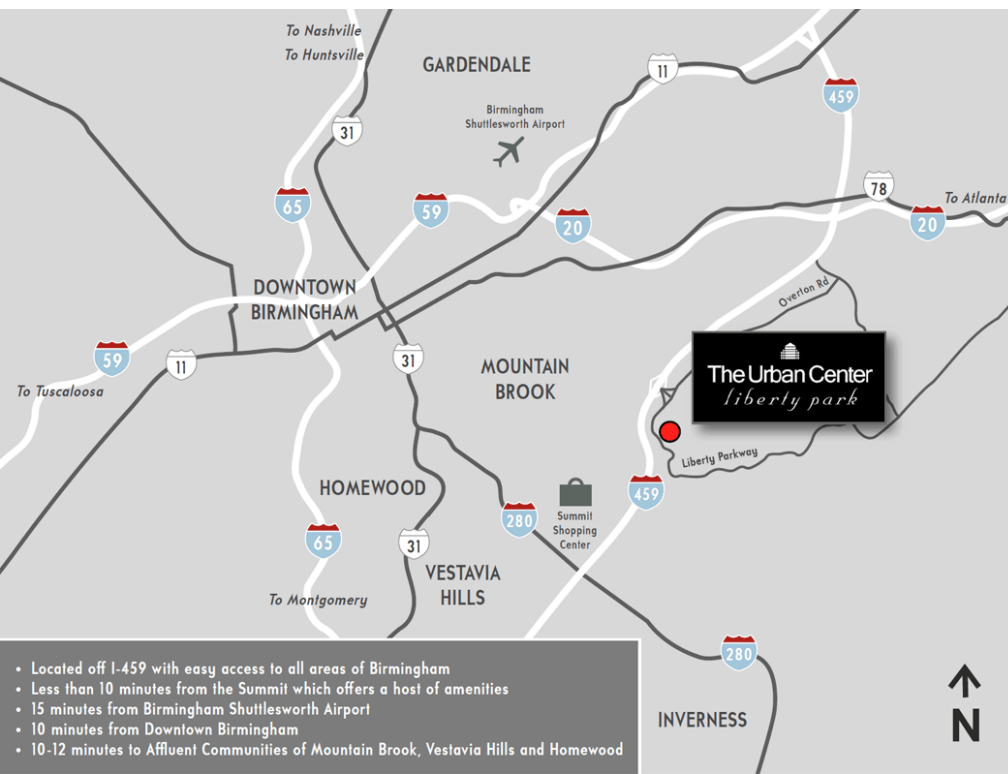 To Nashville
To Huntsville
GARDENDALE
11
459
Birmingham
Shuttlesworth Airport
31
65
59
20
78
To Atlanta
20
DOWNTOWN
BIRMINGHAM
Overton Rd
59
11
31
To Tuscaloosa
MOUNTAIN
BROOK
The Urban Center
liberty park
Liberty Parkway
HOMEWOOD
459
280
Summit
Shopping
Center
65
31
VESTAVIA
HILLS
To Montgomery
280
INVERNESS
N
• Located off I-459 with easy access to all areas of Birmingham
• Less than 10 minutes from the Summit which offers a host of amenities
• 15 minutes from Birmingham Shuttlesworth Airport
• 10 minutes from Downtown Birmingham
• 10-12 minutes to Affluent Communities of Mountain Brook, Vestavia Hills and Homewood